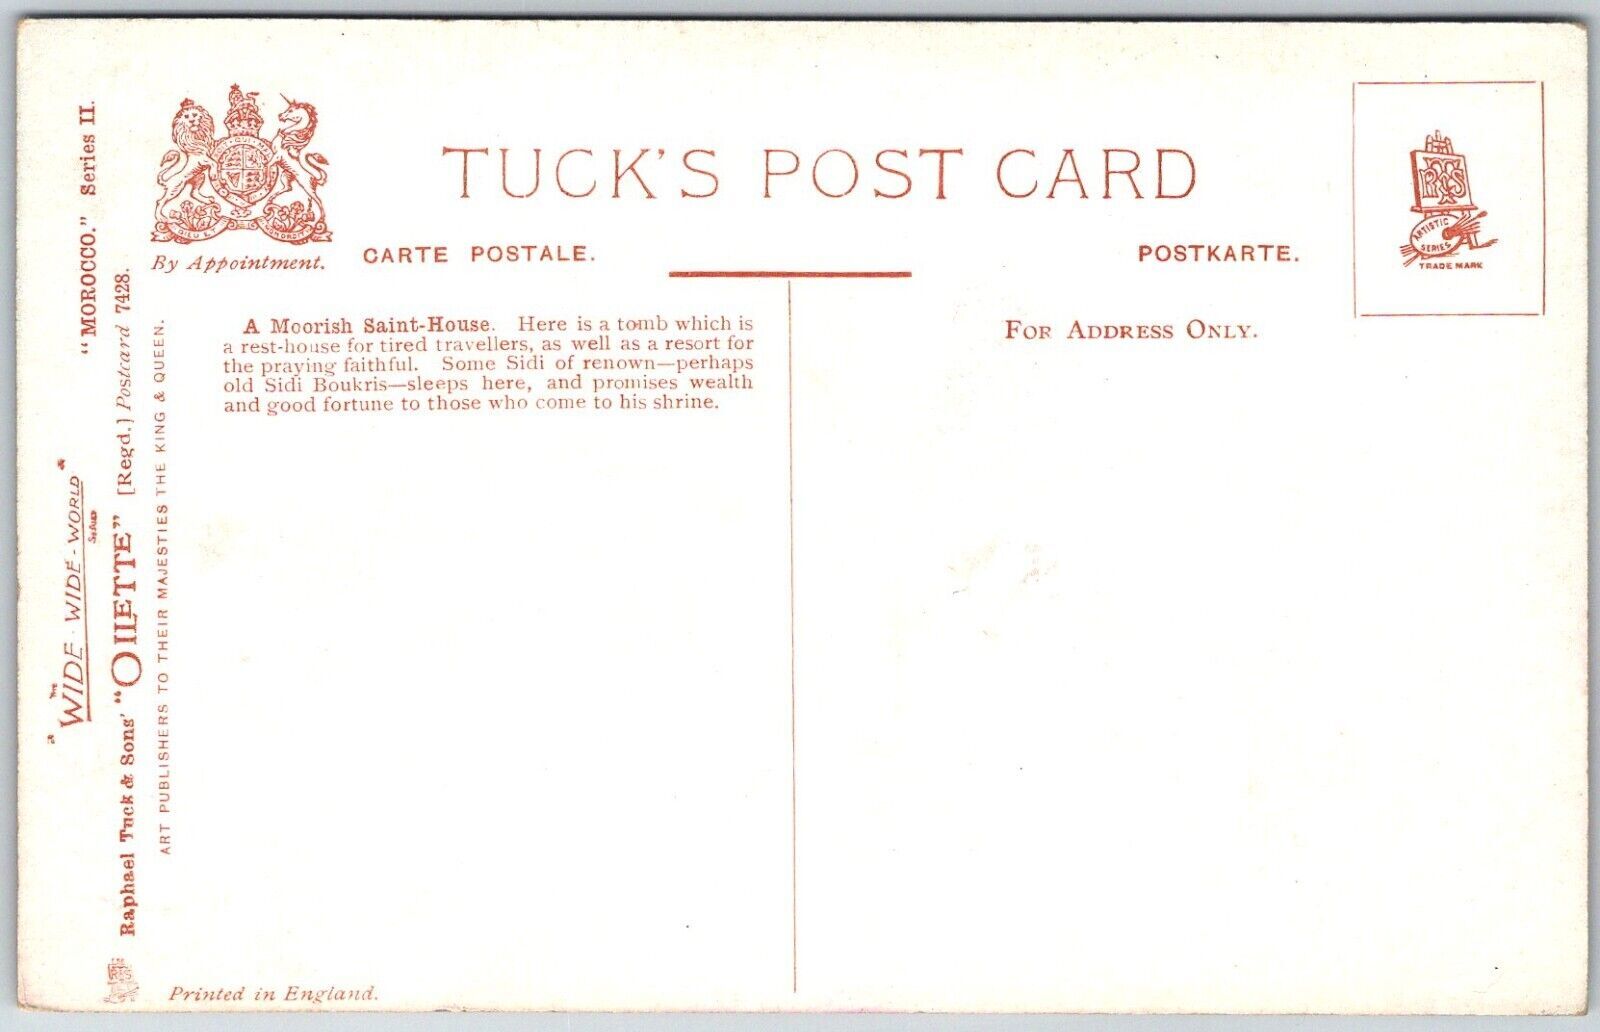 TUCK'S POST CARD
By Appointment.
CARTE POSTALE.
POSTKARTE.
ARTISTIC
SERIES
TRADE MARK
FOR ADDRESS ONLY.
A Moorish Saint-House. Here is a tomb which is
a rest-house for tired travellers, as well as a resort for
the praying faithful. Some Sidi of renown—perhaps
old Sidi Boukris—sleeps here, and promises wealth
and good fortune to those who come to his shrine.
"THE WIDE-WIDE-WORLD"
SERIES
"MOROCCO." Series II.
Raphael Tuck & Sons' "OILETTE" [Regd.] Postcard 7428.
ART PUBLISHERS TO THEIR MAJESTIES THE KING & QUEEN.
Printed in England.